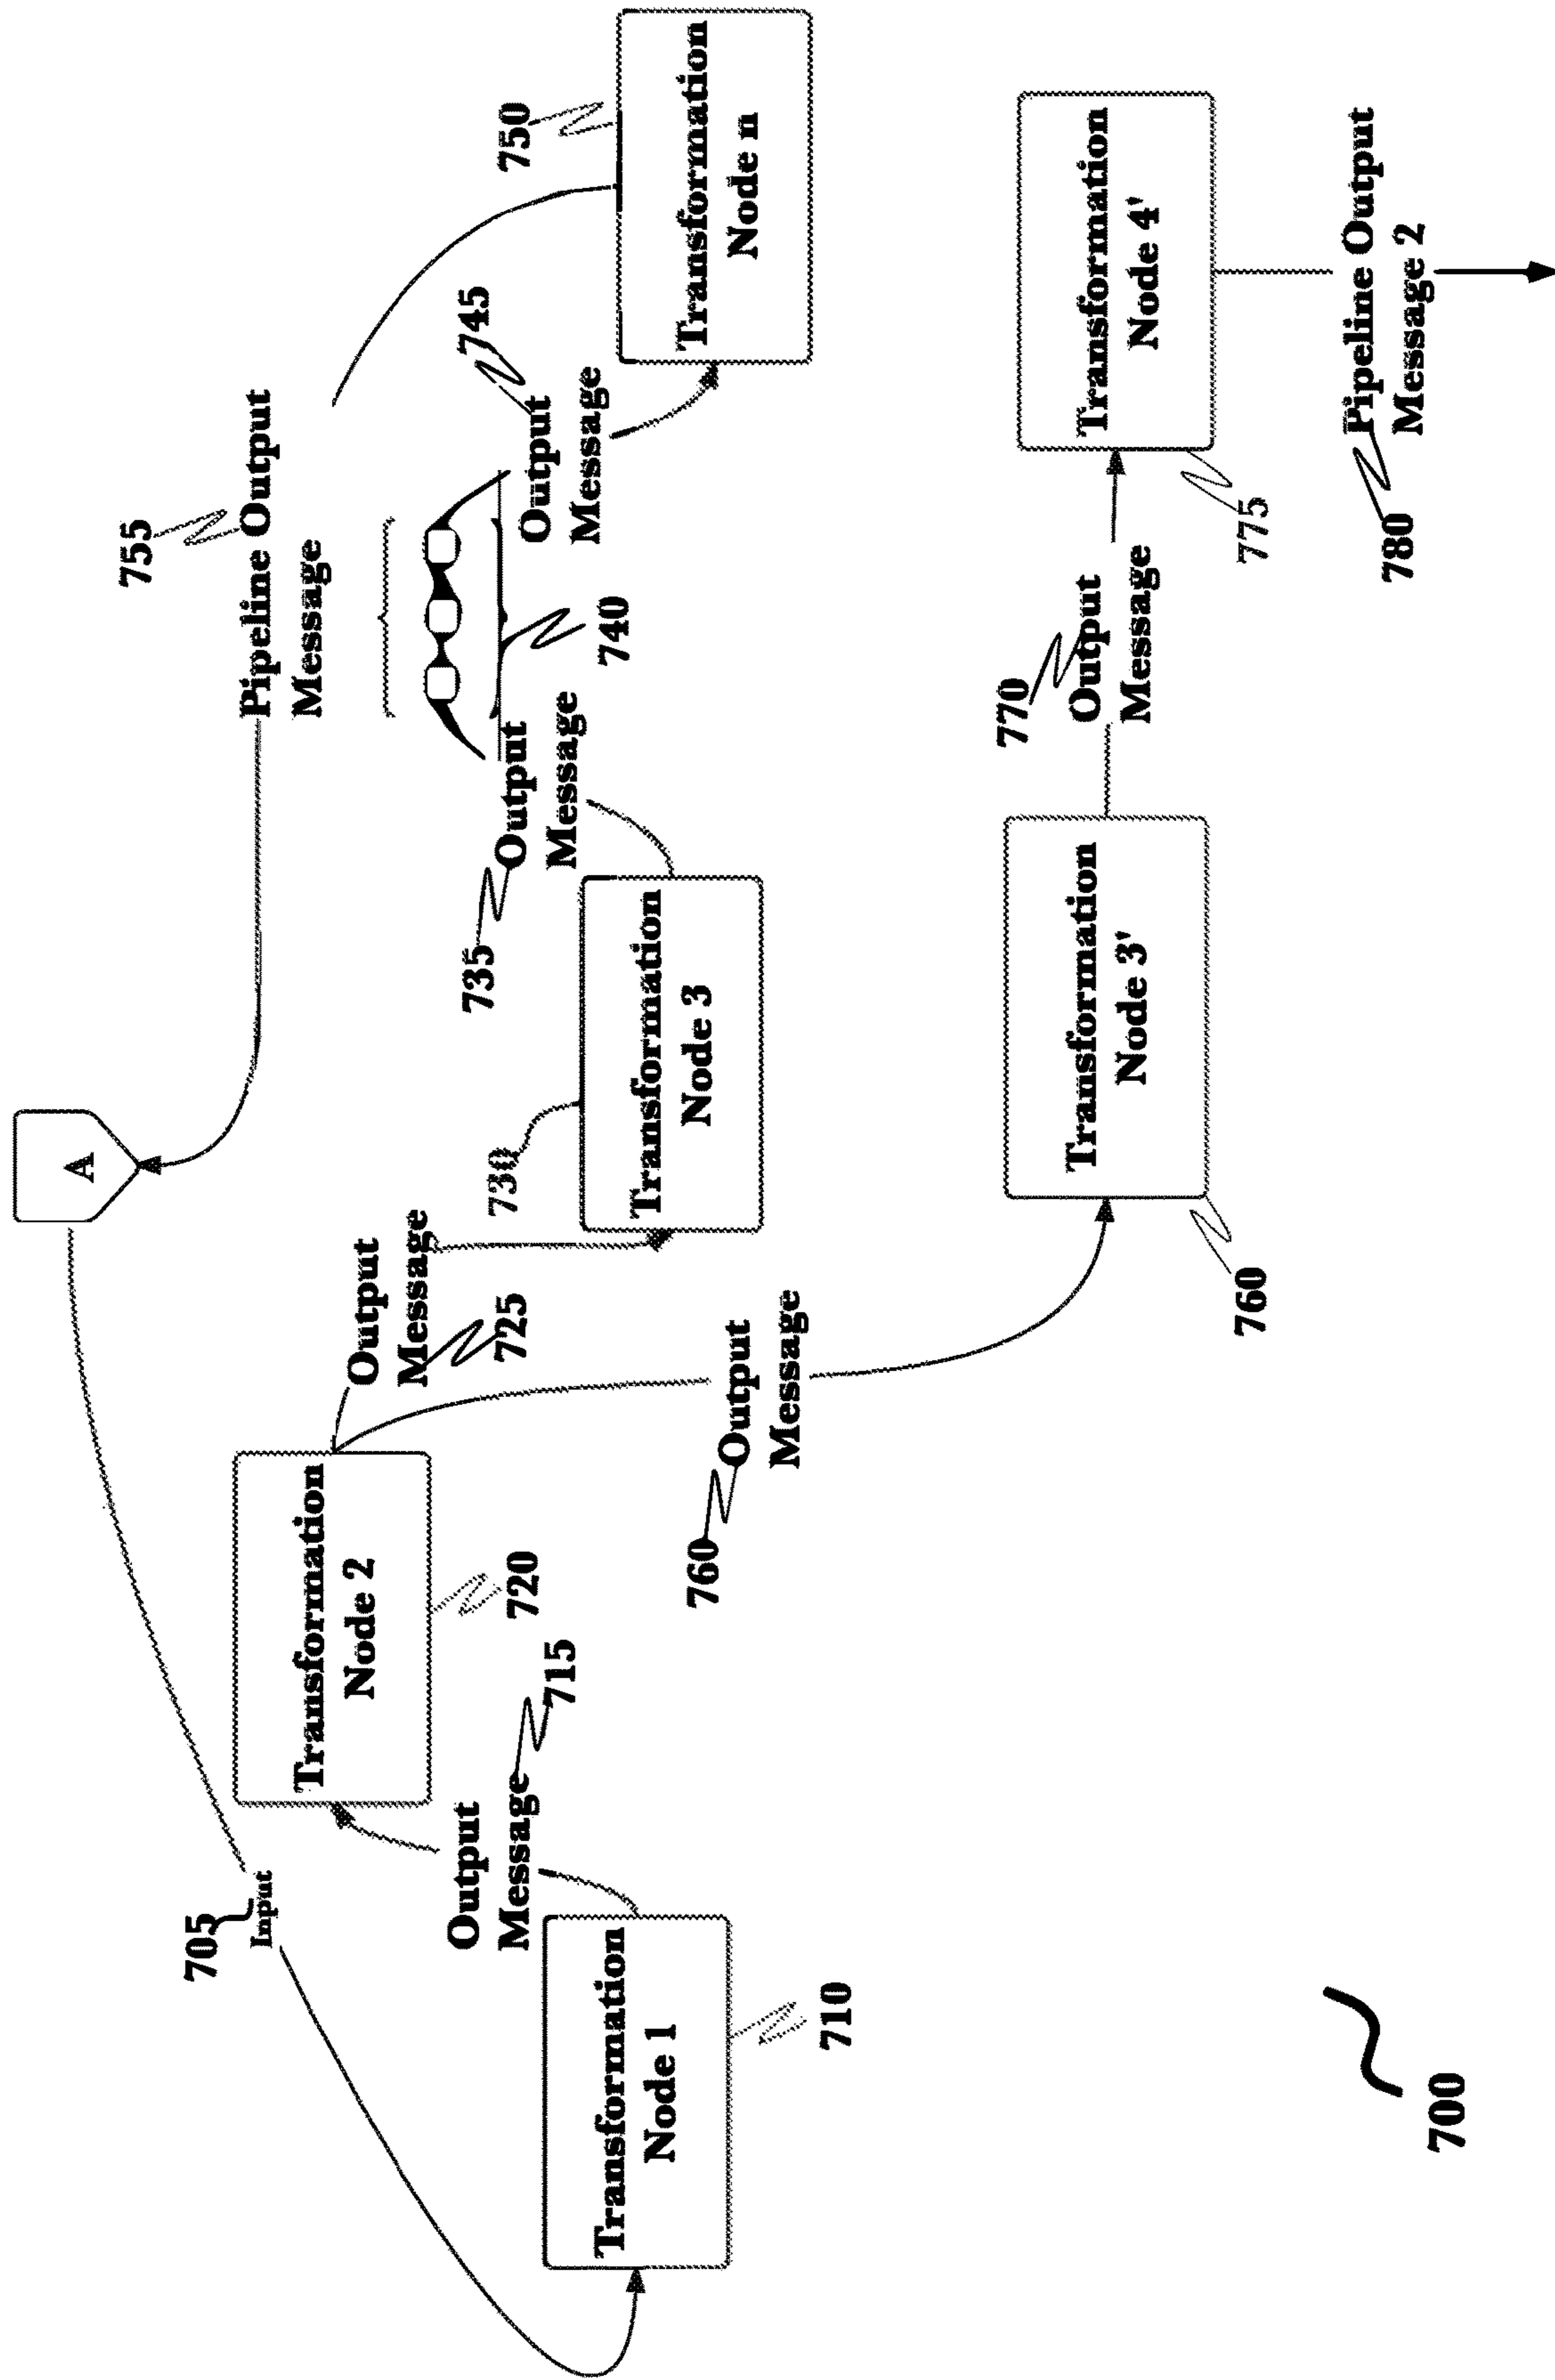 A
755
Pipeline Output
Message
705
Input
Transformation
Node 2
720
Output
Message
725
Output
Message
715
Transformation
Node 1
710
730
Transformation
Node 3
735
Output
Message
740
745
Output
Message
750
Transformation
Node n
760
Output
Message
Transformation
Node 3'
760
770
Output
Message
Transformation
Node 4'
775
780
Pipeline Output
Message 2
700